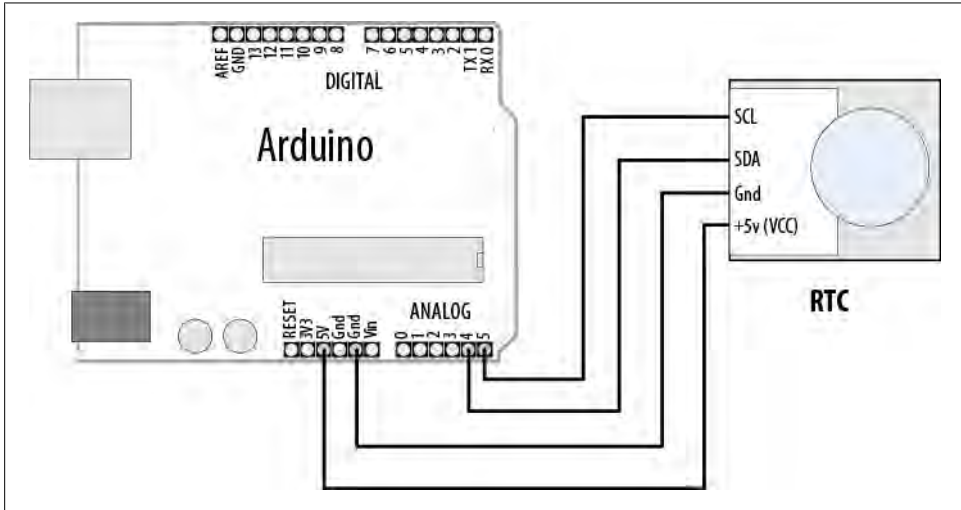 AREF
GND
13
12
11
10
9
8
7
6
5
4
3
2
TX 1
RX 0
DIGITAL
Arduino
SCL
SDA
Gnd
+5v (VCC)
RTC
ANALOG
RESET
3V3
5V
Gnd
Gnd
Vin
0
1
2
3
4
5